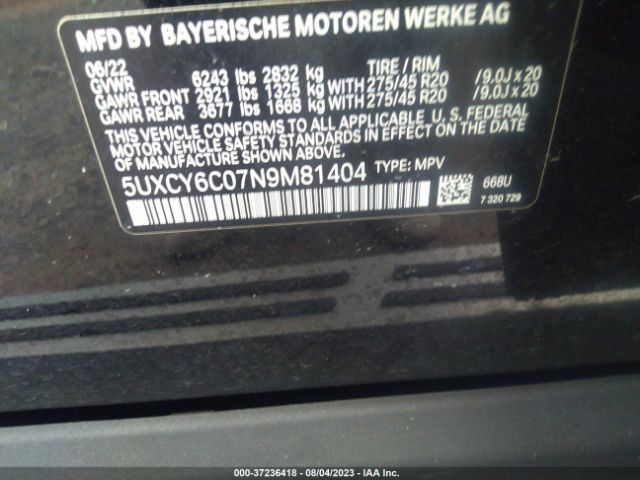 MFD BY BAYERISCHE MOTOREN WERKE AG
06/22 TIRE / RIM
GVWR 6243 lbs 2832 kg
GAWR FRONT 2921 lbs 1325 kg WITH 275/45 R20 /9.0J x 20
GAWR REAR 3677 lbs 1668 kg WITH 275/45 R20 /9.0J x 20
THIS VEHICLE CONFORMS TO ALL APPLICABLE U.S. FEDERAL
MOTOR VEHICLE SAFETY STANDARDS IN EFFECT ON THE DATE
OF MANUFACTURE SHOWN ABOVE.
5UXCY6C07N9M81404 TYPE: MPV
668U
7 320 729
000-37236418 - 08/04/2023 - IAA Inc.